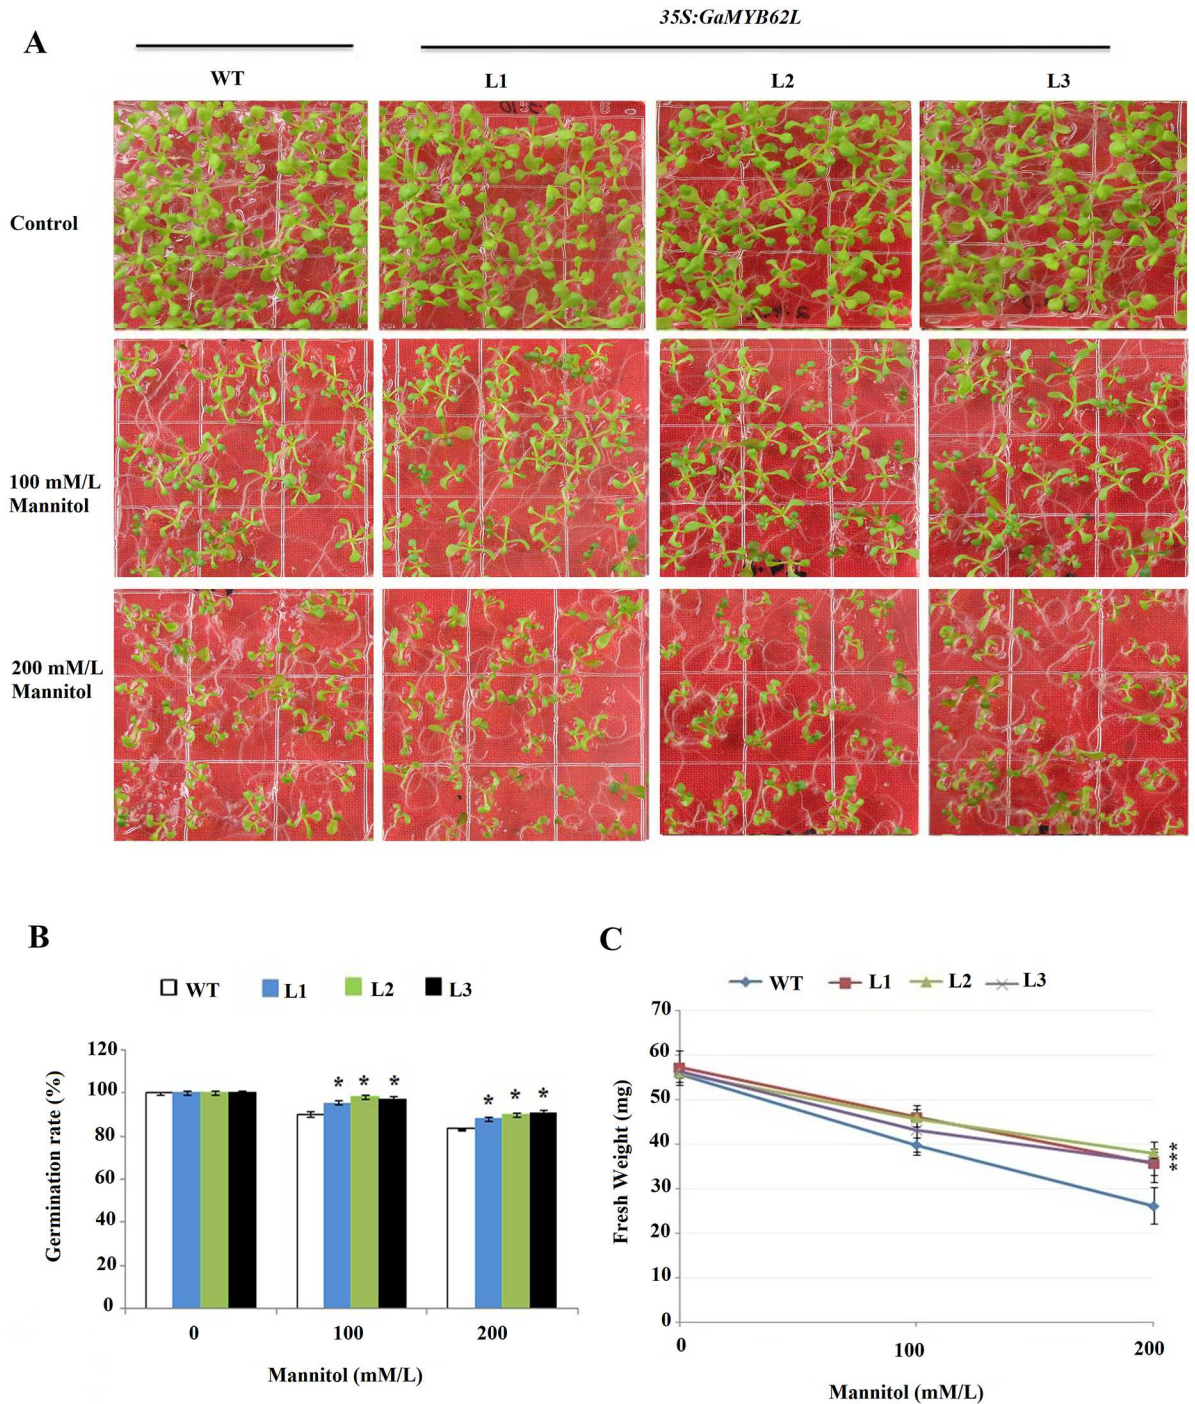 A
35S:GaMYB62L
WT
L1
L2
L3
Control
100 mM/L
Mannitol
200 mM/L
Mannitol
B
WT
L1
L2
L3
120
100
80
60
40
20
0
Germination rate (%)
* * *
* * *
0
100
200
Mannitol (mM/L)
C
WT
L1
L2
L3
70
60
50
40
30
20
10
0
Fresh Weight (mg)
***
0
100
200
Mannitol (mM/L)